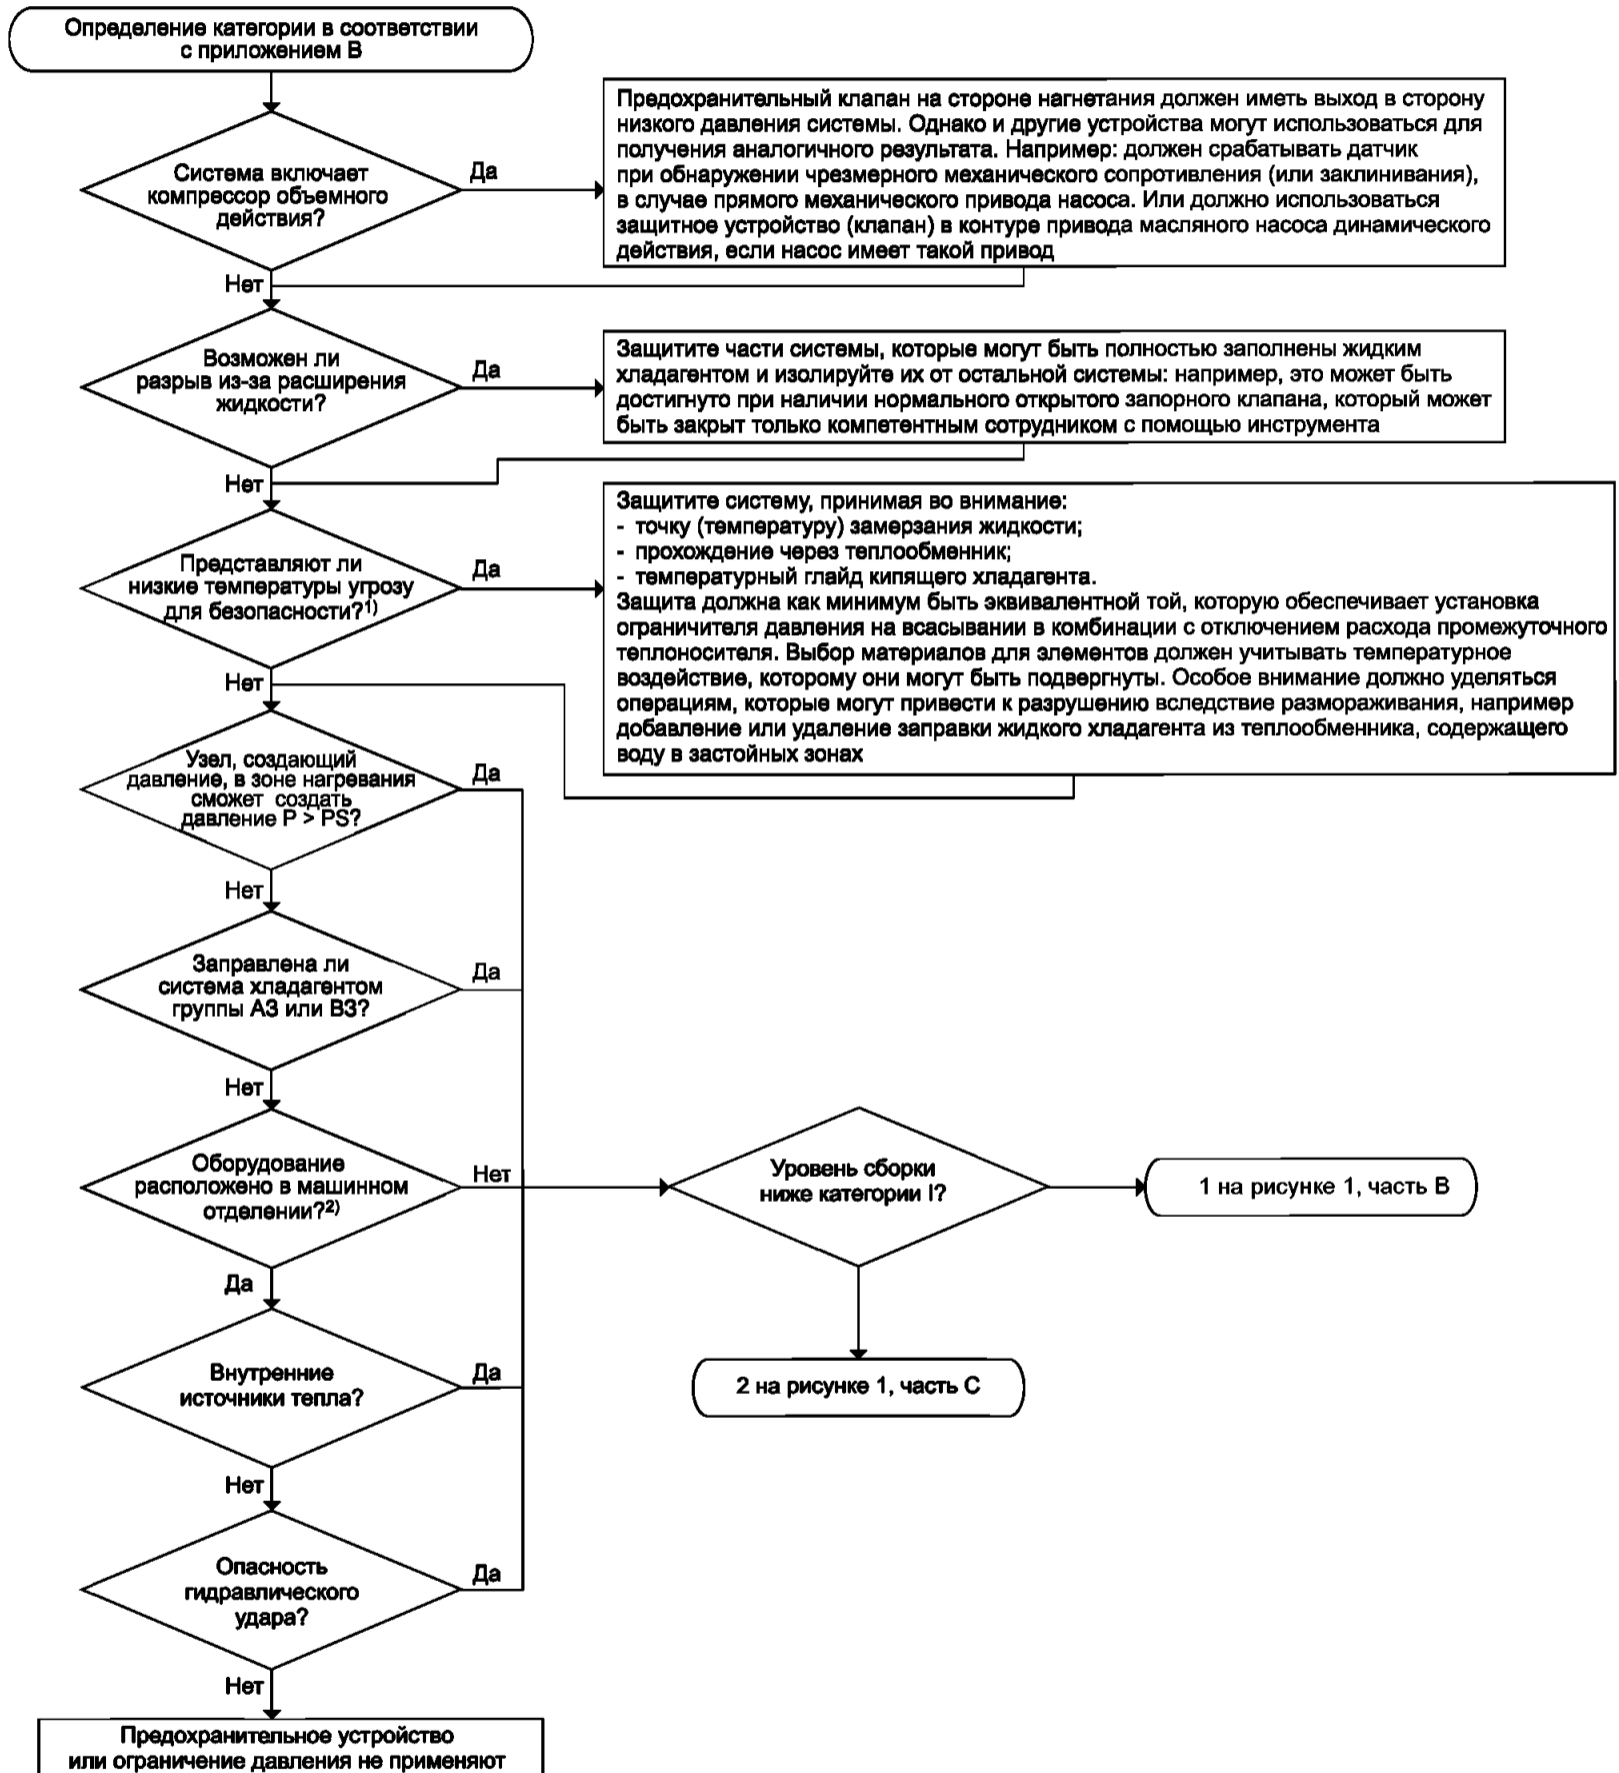 Определение категории в соответствии
с приложением В
Система включает
компрессор объемного
действия?
Да
Предохранительный клапан на стороне нагнетания должен иметь выход в сторону
низкого давления системы. Однако и другие устройства могут использоваться для
получения аналогичного результата. Например: должен срабатывать датчик
при обнаружении чрезмерного механического сопротивления (или заклинивания),
в случае прямого механического привода насоса. Или должно использоваться
защитное устройство (клапан) в контуре привода масляного насоса динамического
действия, если насос имеет такой привод
Нет
Возможен ли
разрыв из-за расширения
жидкости?
Да
Защитите части системы, которые могут быть полностью заполнены жидким
хладагентом и изолируйте их от остальной системы: например, это может быть
достигнуто при наличии нормального открытого запорного клапана, который может
быть закрыт только компетентным сотрудником с помощью инструмента
Нет
Представляют ли
низкие температуры угрозу
для безопасности?1)
Да
Защитите систему, принимая во внимание:
- точку (температуру) замерзания жидкости;
- прохождение через теплообменник;
- температурный глайд кипящего хладагента.
Защита должна как минимум быть эквивалентной той, которую обеспечивает установка
ограничителя давления на всасывании в комбинации с отключением расхода промежуточного
теплоносителя. Выбор материалов для элементов должен учитывать температурное
воздействие, которому они могут быть подвергнуты. Особое внимание должно уделяться
операциям, которые могут привести к разрушению вследствие размораживания, например
добавление или удаление заправки жидкого хладагента из теплообменника, содержащего
воду в застойных зонах
Нет
Узел, создающий
давление, в зоне нагревания
сможет создать
давление P > PS?
Да
Нет
Заправлена ли
система хладагентом
группы А3 или В3?
Да
Нет
Оборудование
расположено в машинном
отделении?2)
Нет
Уровень сборки
ниже категории I?
1 на рисунке 1, часть В
Да
2 на рисунке 1, часть С
Внутренние
источники тепла?
Да
Нет
Опасность
гидравлического
удара?
Да
Нет
Предохранительное устройство
или ограничение давления не применяют